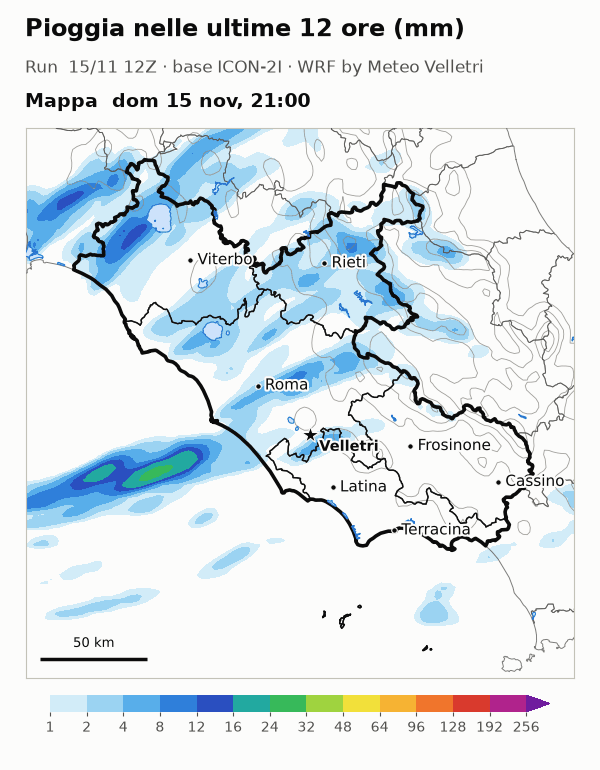 Pioggia nelle ultime 12 ore (mm)
Run  15/11 12Z · base ICON-2I · WRF by Meteo Velletri
Mappa  dom 15 nov, 21:00
Viterbo
Rieti
Roma
Velletri
Frosinone
Cassino
Latina
Terracina
50 km
1 2 4 8 12 16 24 32 48 64 96 128 192 256